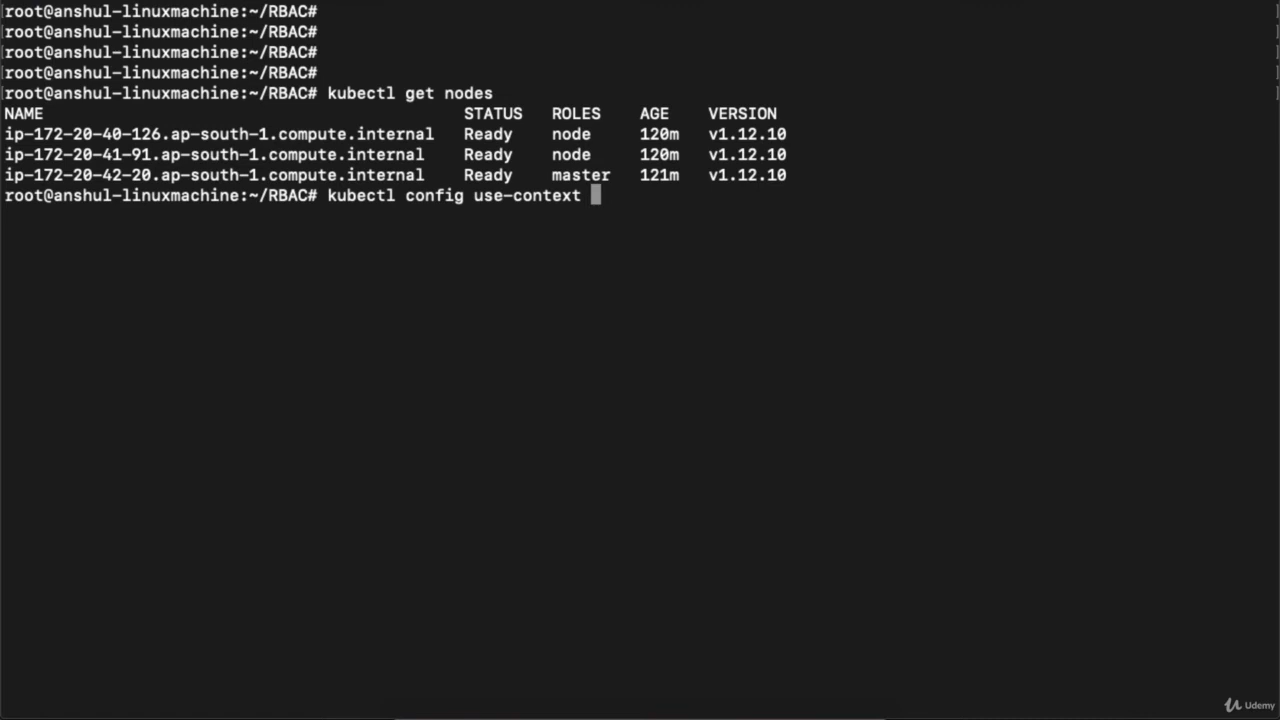 root@anshul-linuxmachine:~/RBAC#
root@anshul-linuxmachine:~/RBAC#
root@anshul-linuxmachine:~/RBAC#
root@anshul-linuxmachine:~/RBAC#
root@anshul-linuxmachine:~/RBAC# kubectl get nodes
NAME STATUS ROLES AGE VERSION
ip-172-20-40-126.ap-south-1.compute.internal Ready node 120m v1.12.10
ip-172-20-41-91.ap-south-1.compute.internal Ready node 120m v1.12.10
ip-172-20-42-20.ap-south-1.compute.internal Ready master 121m v1.12.10
root@anshul-linuxmachine:~/RBAC# kubectl config use-context
Udemy